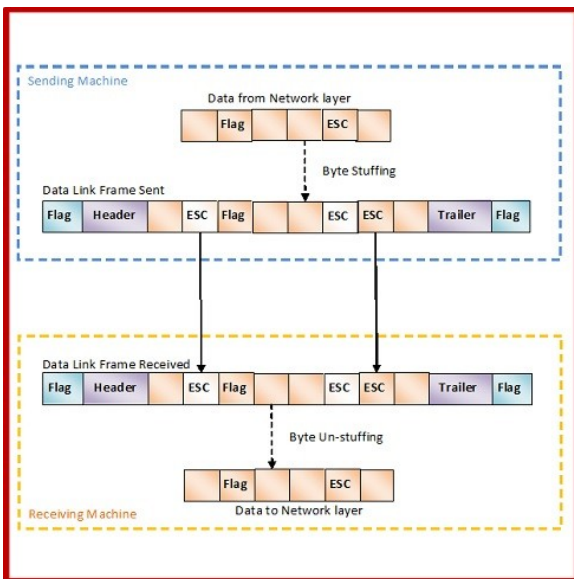 Sending Machine
Data from Network layer
Flag ESC
Byte Stuffing
Data Link Frame Sent
Flag Header ESC Flag ESC ESC Trailer Flag
Data Link Frame Received
Flag Header ESC Flag ESC ESC Trailer Flag
Byte Un-stuffing
Flag ESC
Data to Network layer
Receiving Machine